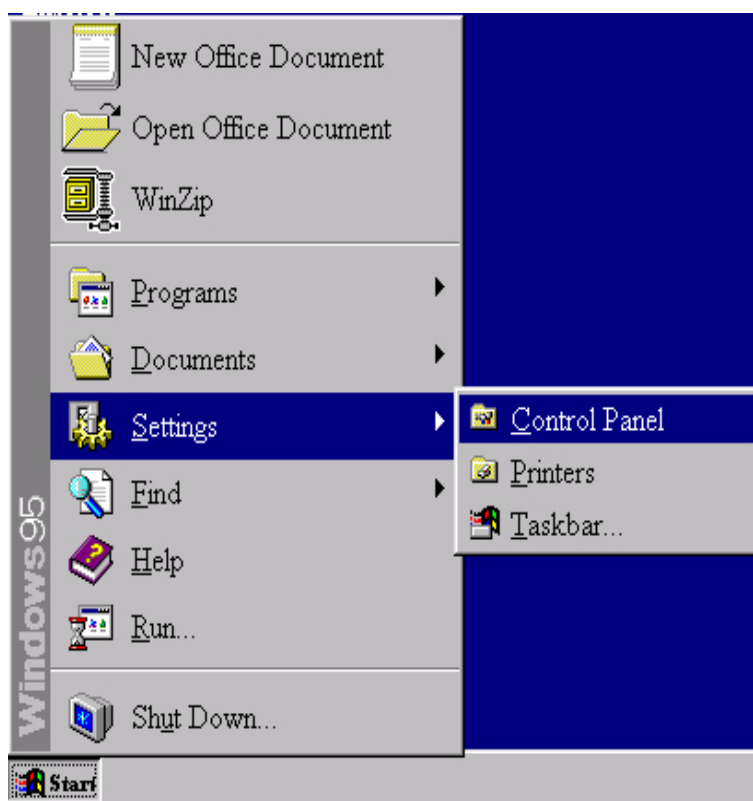 New Office Document
Open Office Document
WinZip
Programs
Documents
Settings
Find
Help
Run...
Shut Down...
Control Panel
Printers
Taskbar...
Windows95
Start